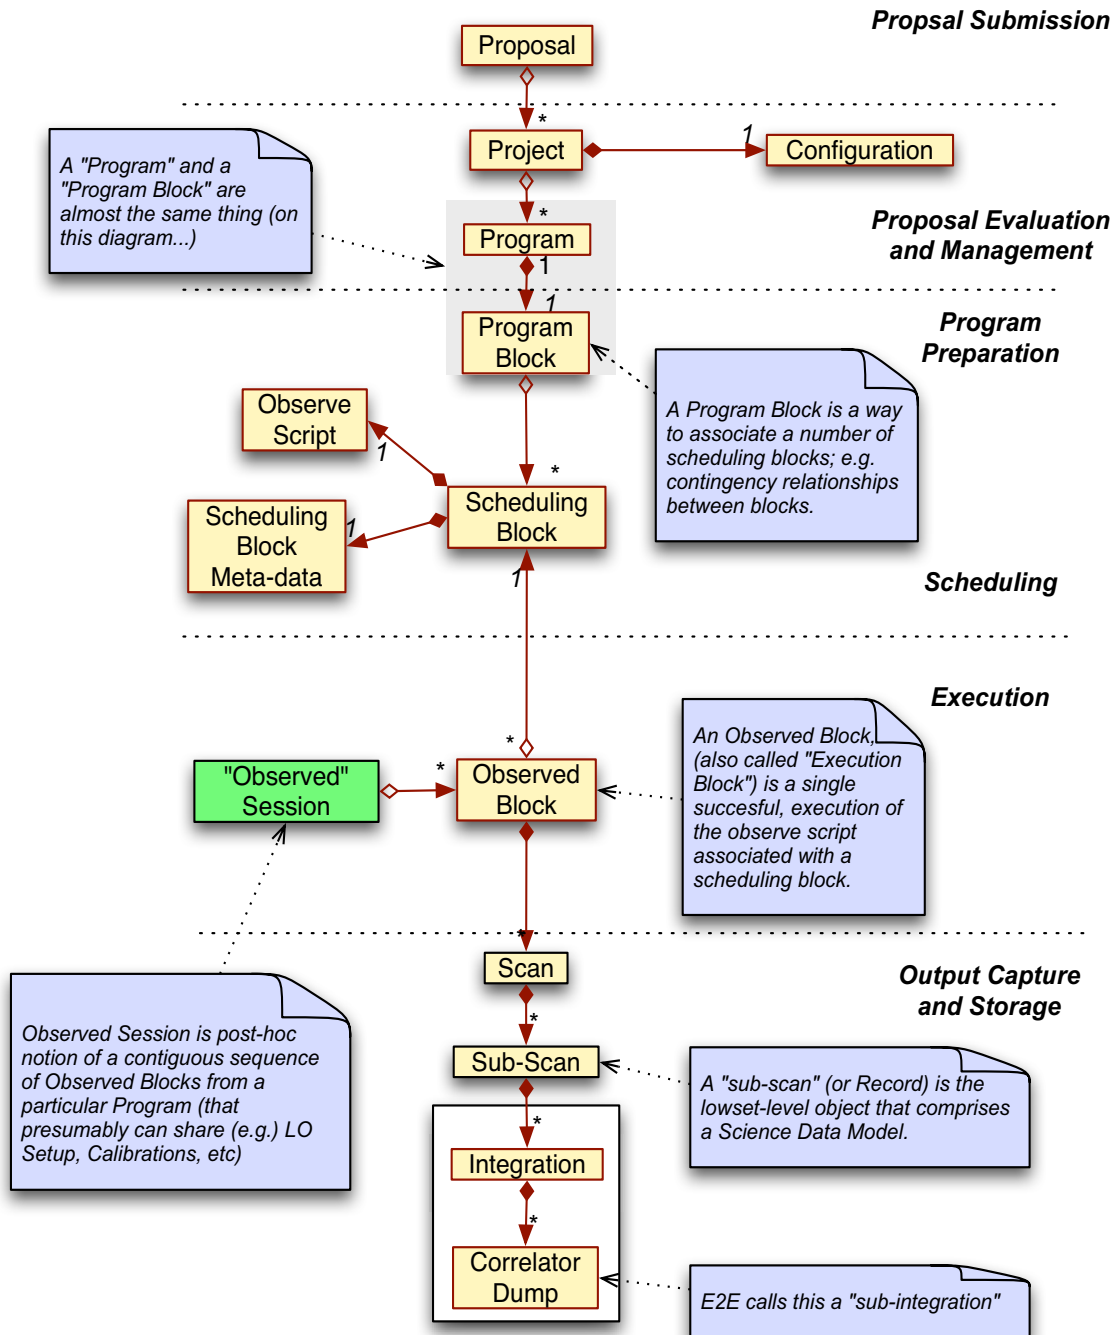 Propsal Submission
Proposal
*
Project
1
Configuration
A "Program" and a
"Program Block" are
almost the same thing (on
this diagram...)
*
Program
1
Proposal Evaluation
and Management
1
Program
Block
Program
Preparation
A Program Block is a way
to associate a number of
scheduling blocks; e.g.
contingency relationships
between blocks.
Observe
Script
1
*
Scheduling
Block
Scheduling
Block
Meta-data
1
1
Scheduling
Execution
*
"Observed"
Session
*
Observed
Block
An Observed Block,
(also called "Execution
Block") is a single
succesful, execution of
the observe script
associated with a
scheduling block.
*
Scan
Output Capture
and Storage
*
Sub-Scan
Observed Session is post-hoc
notion of a contiguous sequence
of Observed Blocks from a
particular Program (that
presumably can share (e.g.) LO
Setup, Calibrations, etc)
A "sub-scan" (or Record) is the
lowset-level object that comprises
a Science Data Model.
*
Integration
*
Correlator
Dump
E2E calls this a "sub-integration"